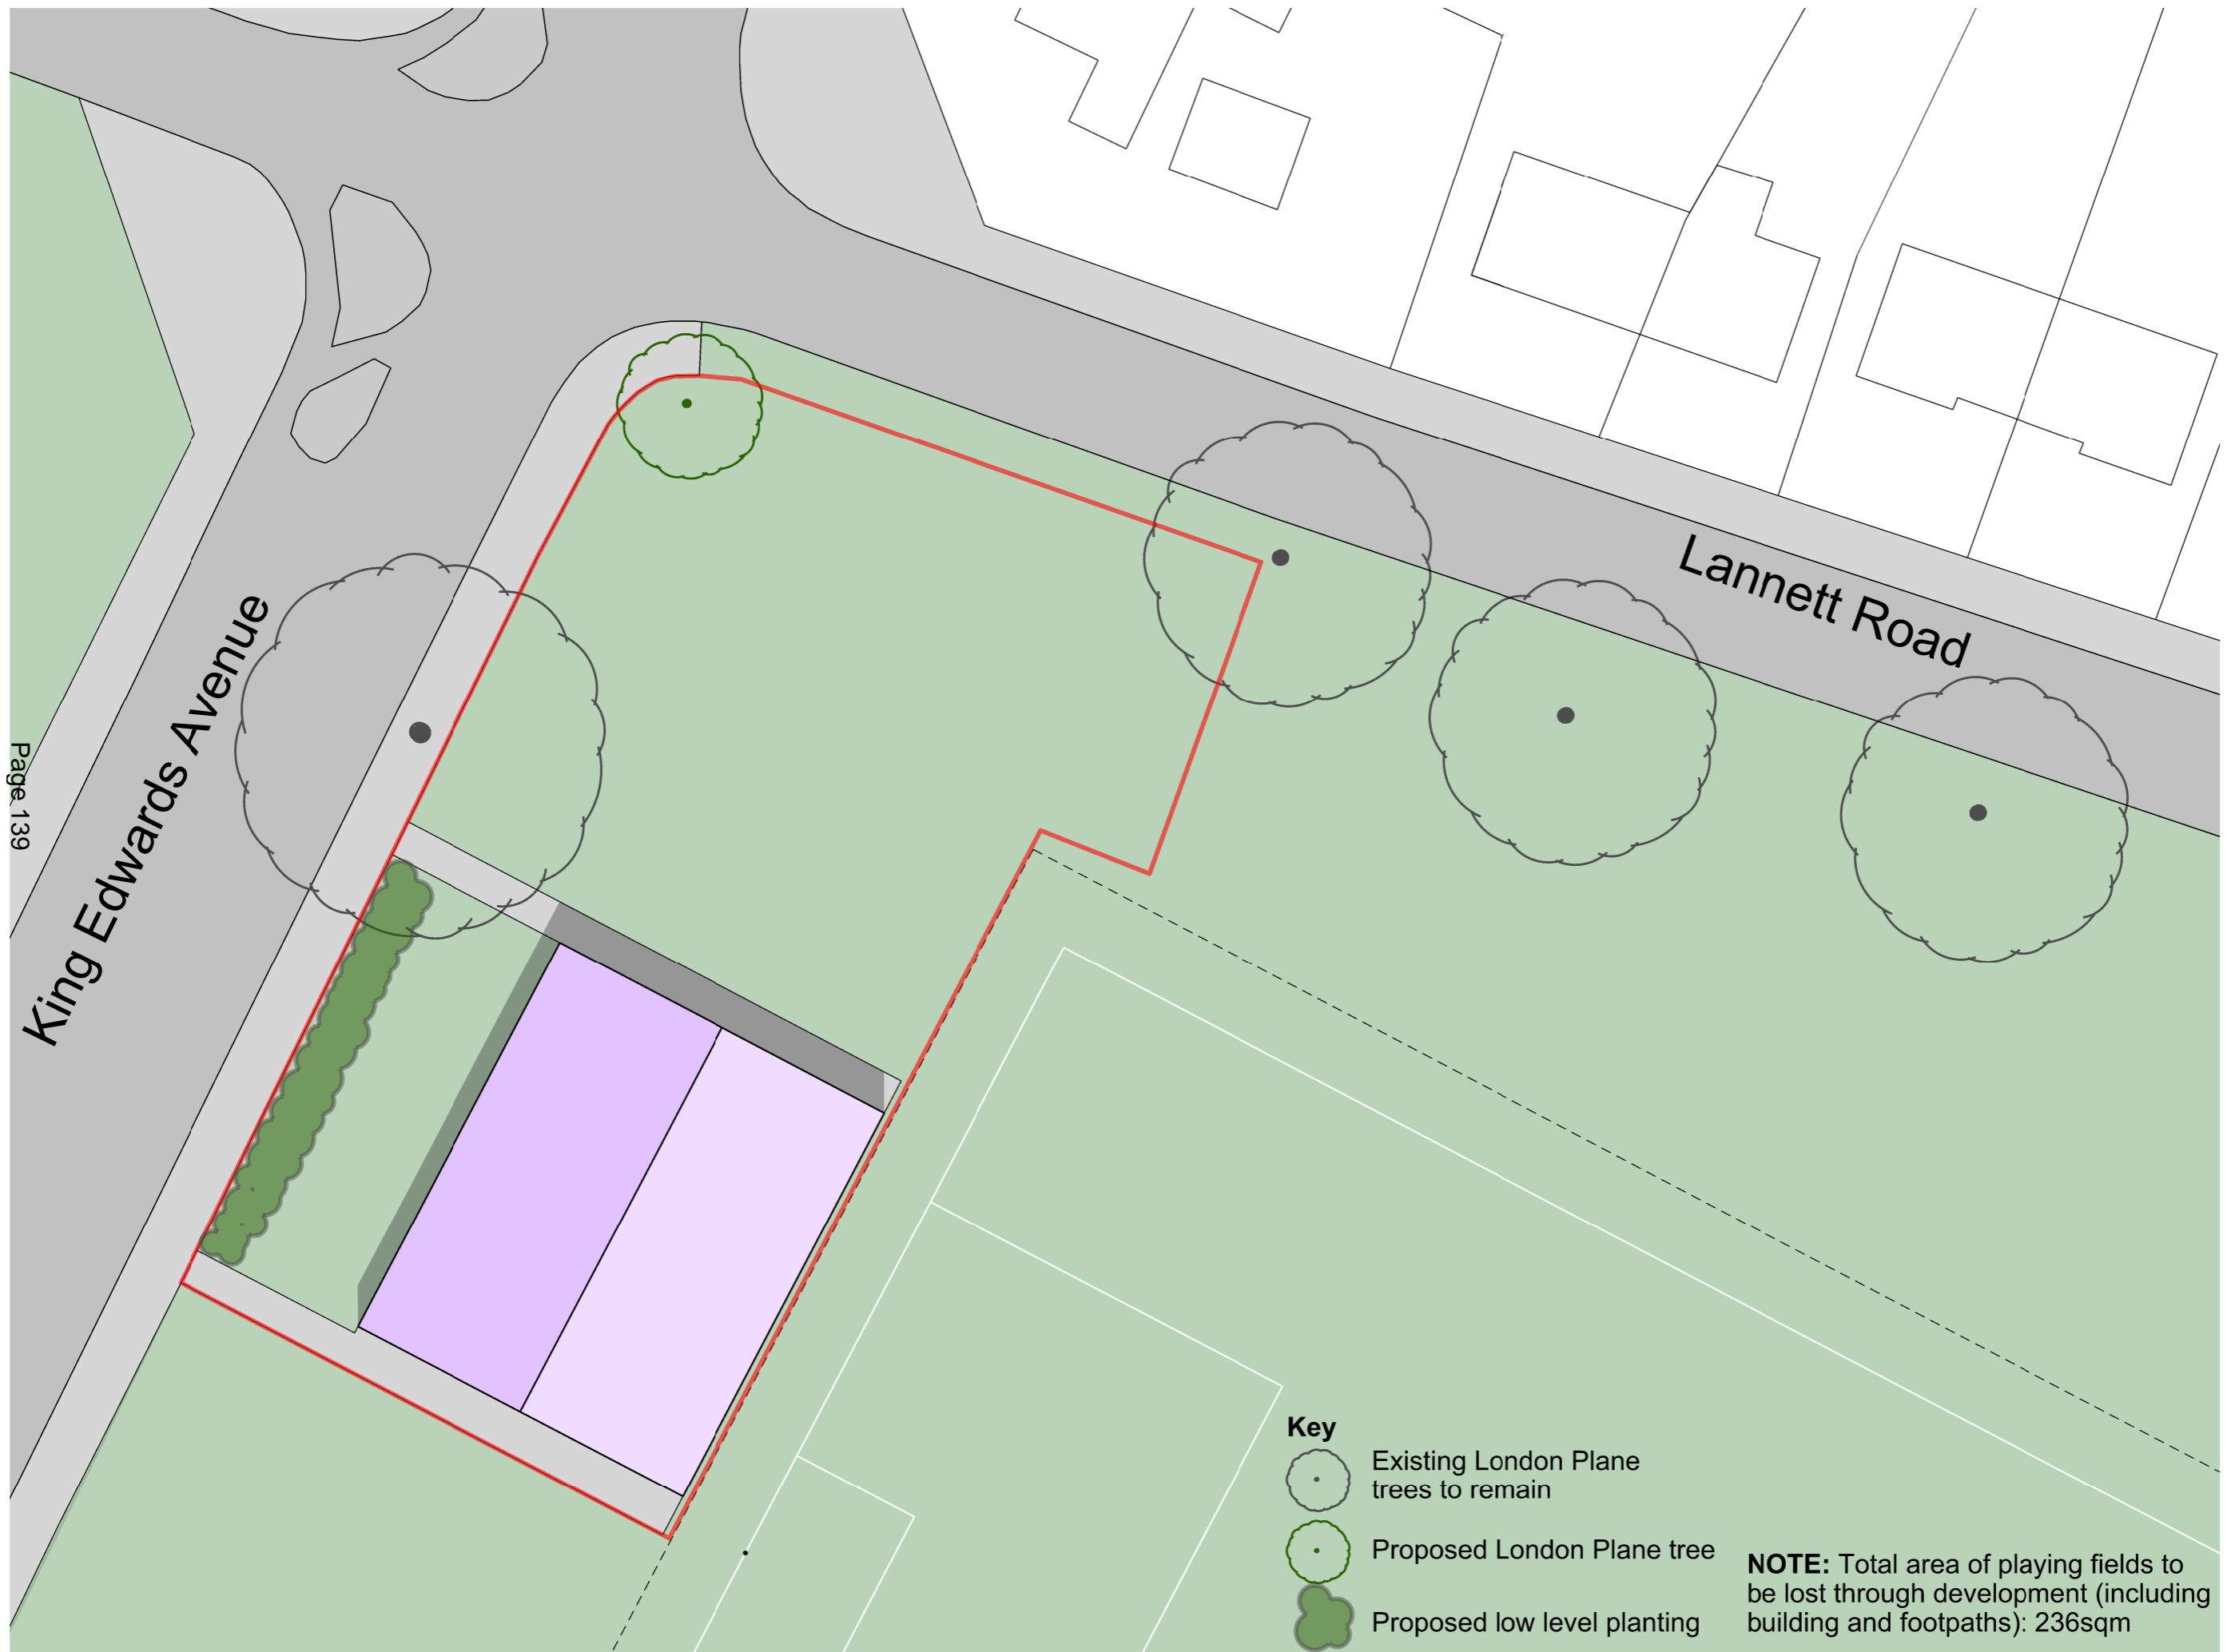 Lannett Road
King Edwards Avenue
Page 139
Key
Existing London Plane
trees to remain
Proposed London Plane tree
Proposed low level planting
NOTE: Total area of playing fields to
be lost through development (including
building and footpaths): 236sqm